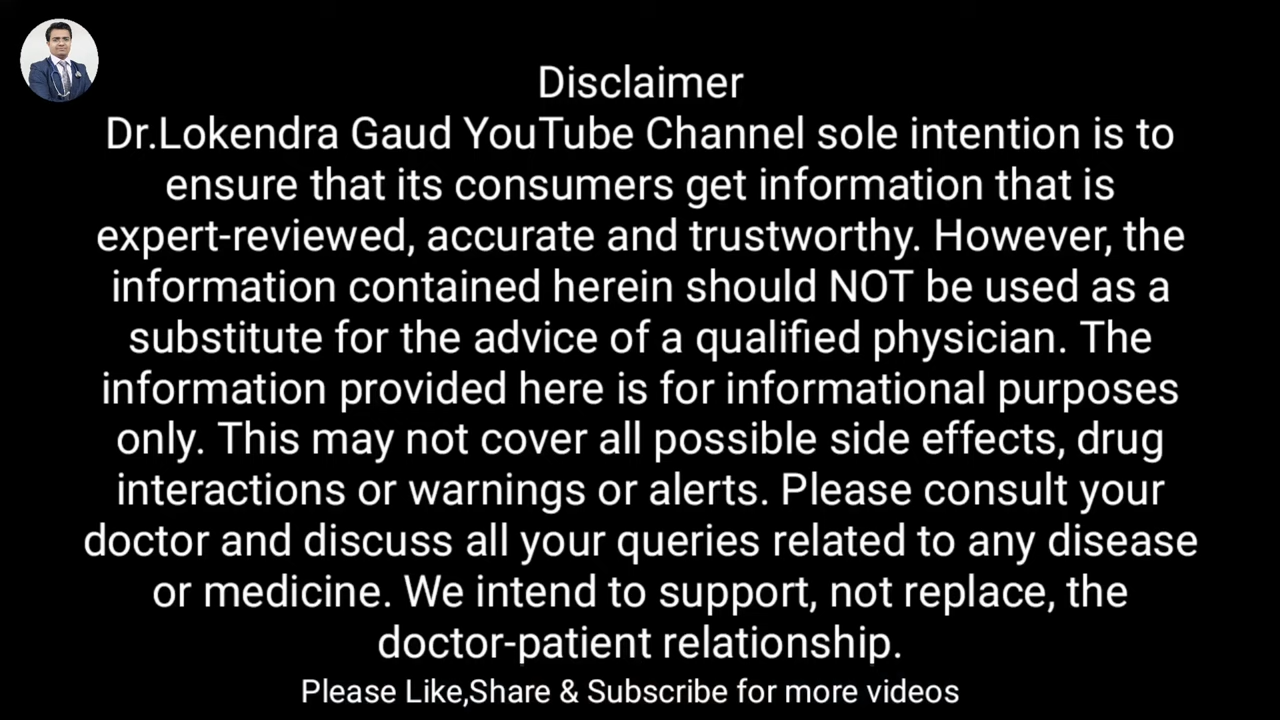 Disclaimer
Dr.Lokendra Gaud YouTube Channel sole intention is to
ensure that its consumers get information that is
expert-reviewed, accurate and trustworthy. However, the
information contained herein should NOT be used as a
substitute for the advice of a qualified physician. The
information provided here is for informational purposes
only. This may not cover all possible side effects, drug
interactions or warnings or alerts. Please consult your
doctor and discuss all your queries related to any disease
or medicine. We intend to support, not replace, the
doctor-patient relationship.
Please Like,Share & Subscribe for more videos